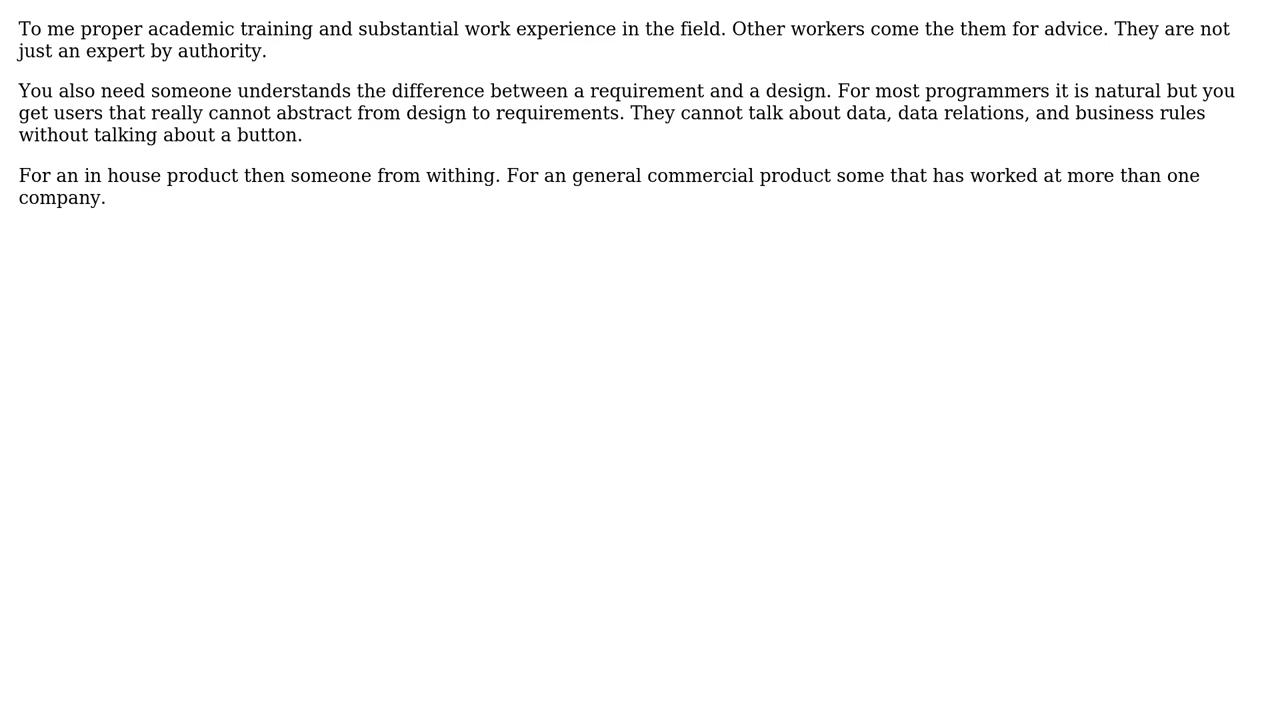 To me proper academic training and substantial work experience in the field. Other workers come the them for advice. They are not
just an expert by authority.
You also need someone understands the difference between a requirement and a design. For most programmers it is natural but you
get users that really cannot abstract from design to requirements. They cannot talk about data, data relations, and business rules
without talking about a button.
For an in house product then someone from withing. For an general commercial product some that has worked at more than one
company.